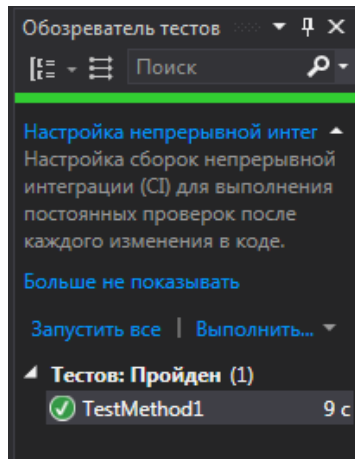 Обозреватель тестов
Поиск
Настройка непрерывной интег
Настройка сборок непрерывной
интеграции (CI) для выполнения
постоянных проверок после
каждого изменения в коде.
Больше не показывать
Запустить все | Выполнить...
Тестов: Пройден (1)
TestMethod1 9 с